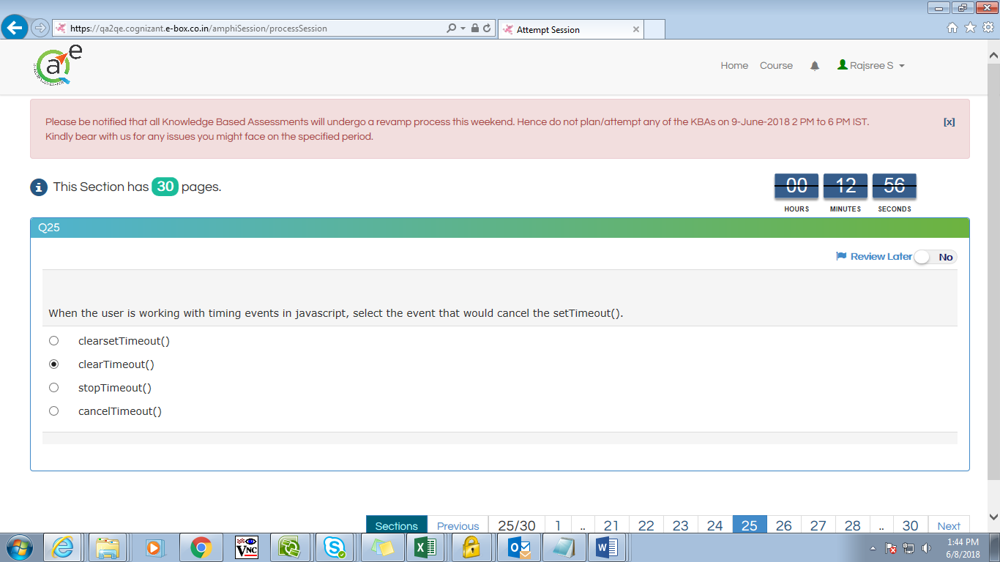 https://qa2qe.cognizant.e-box.co.in/amphiSession/processSession
Attempt Session
a e
Home Course Rajsree S
Please be notified that all Knowledge Based Assessments will undergo a revamp process this weekend. Hence do not plan/attempt any of the KBAs on 9-June-2018 2 PM to 6 PM IST. [x]
Kindly bear with us for any issues you might face on the specified period.
This Section has 30 pages.
00 12 56
HOURS MINUTES SECONDS
Q25
Review Later No
When the user is working with timing events in javascript, select the event that would cancel the setTimeout().
clearsetTimeout()
clearTimeout()
stopTimeout()
cancelTimeout()
Sections Previous 25/30 1 .. 21 22 23 24 25 26 27 28 .. 30 Next
VNC
1:44 PM
6/8/2018